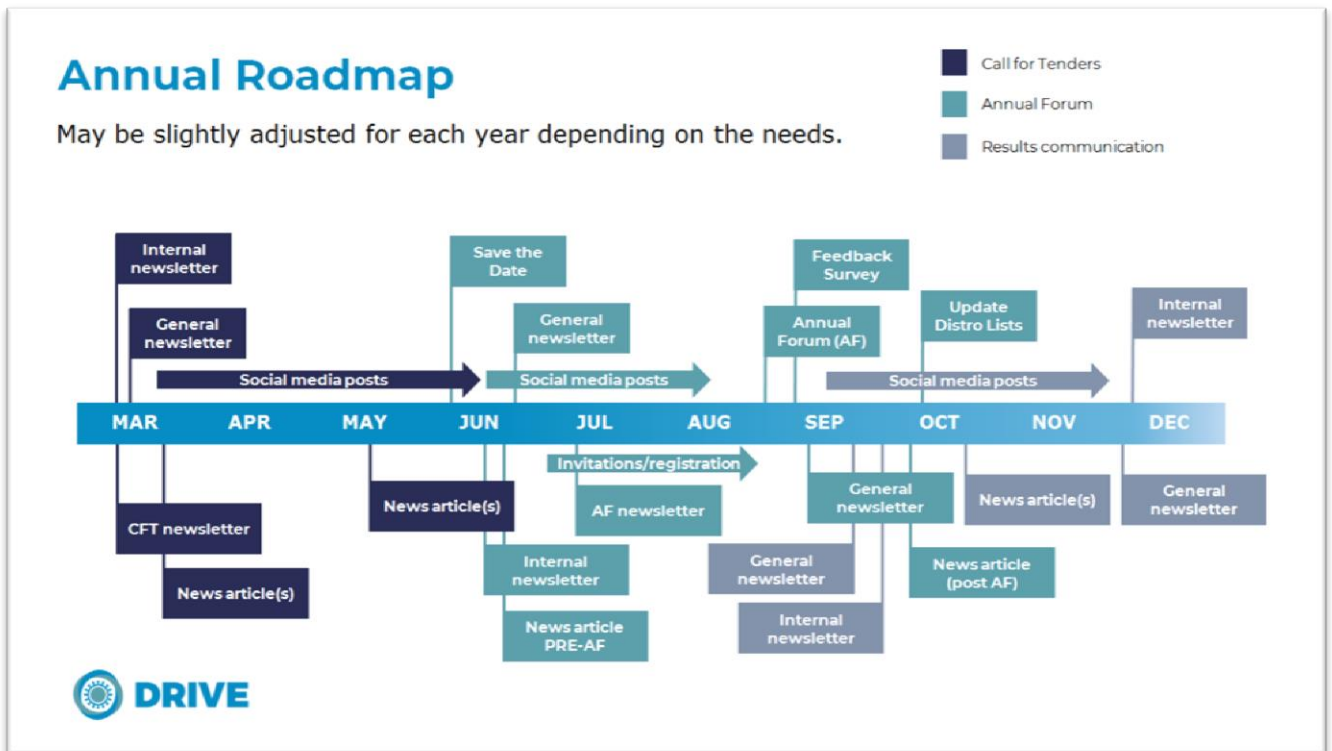 Annual Roadmap
May be slightly adjusted for each year depending on the needs.
Call for Tenders
Annual Forum
Results communication
Internal
newsletter
General
newsletter
Social media posts
Save the
Date
General
newsletter
Social media posts
Feedback
Survey
Annual
Forum (AF)
Update
Distro Lists
Social media posts
Internal
newsletter
MAR APR MAY JUN JUL AUG SEP OCT NOV DEC
CFT newsletter
News article(s)
News article(s)
Invitations/registration
AF newsletter
Internal
newsletter
News article
PRE-AF
General
newsletter
General
newsletter
Internal
newsletter
News article
(post AF)
News article(s)
General
newsletter
DRIVE